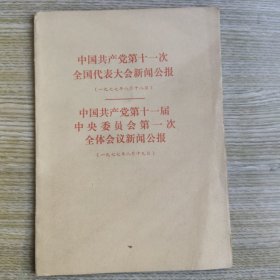 中国共产党第十一次
全国代表大会新闻公报
(一九七七年八月十八日)
中国共产党第十一届
中央委员会第一次
全体会议新闻公报
(一九七七年八月十九日)